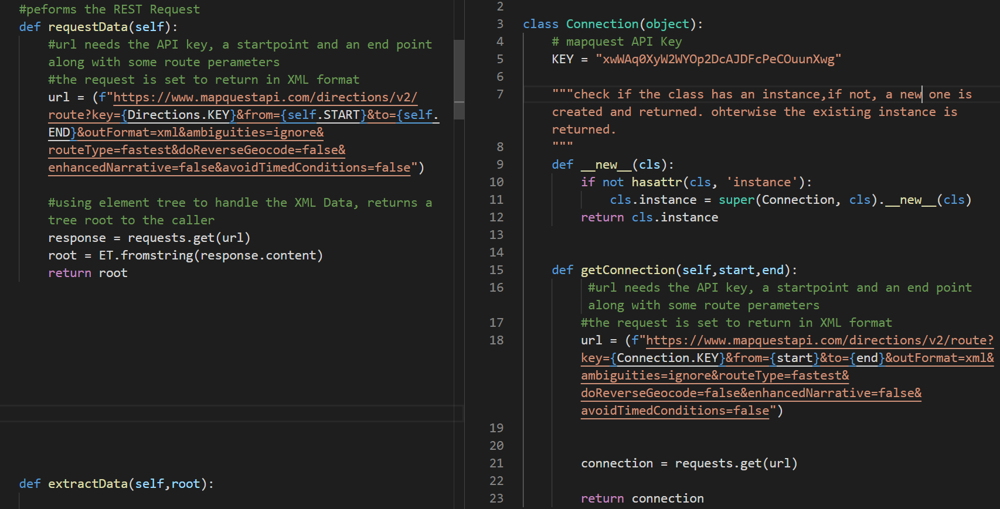 #peforms the REST Request
def requestData(self):
#url needs the API key, a startpoint and an end point
along with some route perameters
#the request is set to return in XML format
url = (f"https://www.mapquestapi.com/directions/v2/
route?key={Directions.KEY}&from={self.START}&to={self.
END}&outFormat=xml&ambiguities=ignore&
routeType=fastest&doReverseGeocode=false&
enhancedNarrative=false&avoidTimedConditions=false")
#using element tree to handle the XML Data, returns a
tree root to the caller
response = requests.get(url)
root = ET.fromstring(response.content)
return root
def extractData(self,root):
2
3 class Connection(object):
4 # mapquest API Key
5 KEY = "xwWAq0XyW2WYOp2DcAJDFcPeCOuunXwg"
6
7 """check if the class has an instance,if not, a new one is
created and returned. ohterwise the existing instance is
returned.
8 """
9 def __new__(cls):
10 if not hasattr(cls, 'instance'):
11 cls.instance = super(Connection, cls).__new__(cls)
12 return cls.instance
13
14
15 def getConnection(self,start,end):
16 #url needs the API key, a startpoint and an end point
along with some route perameters
17 #the request is set to return in XML format
18 url = (f"https://www.mapquestapi.com/directions/v2/route?
key={Connection.KEY}&from={start}&to={end}&outFormat=xml&
ambiguities=ignore&routeType=fastest&
doReverseGeocode=false&enhancedNarrative=false&
avoidTimedConditions=false")
19
20
21 connection = requests.get(url)
22
23 return connection